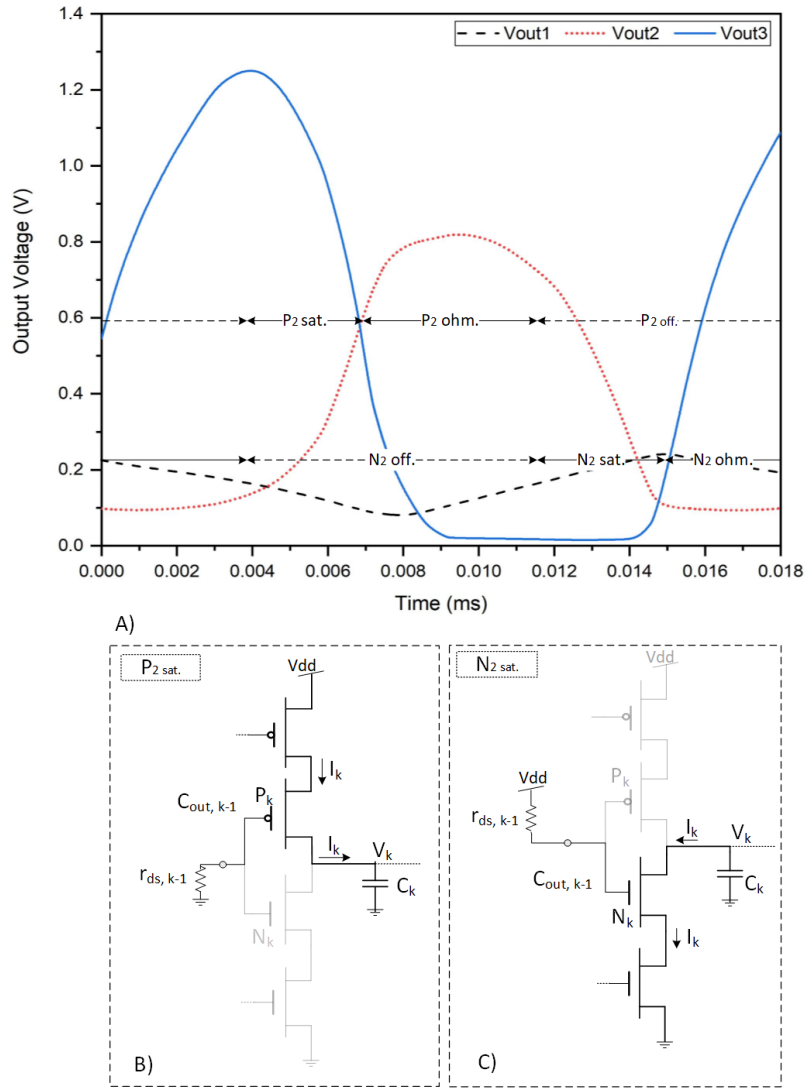 1.4
1.2
1.0
0.8
0.6
0.4
0.2
0.0
Output Voltage (V)
Vout1 Vout2 Vout3
P2 sat. P2 ohm. P2 off.
N2 off. N2 sat. N2 ohm.
0.000 0.002 0.004 0.006 0.008 0.010 0.012 0.014 0.016 0.018
Time (ms)
A)
P2 sat.
Vdd
Ik
Pk
Cout, k-1
Ik
Vk
rds, k-1
Ck
Nk
B)
N2 sat.
Vdd
Pk
Vdd
rds, k-1
Ik
Vk
Cout, k-1
Ck
Nk
Ik
C)